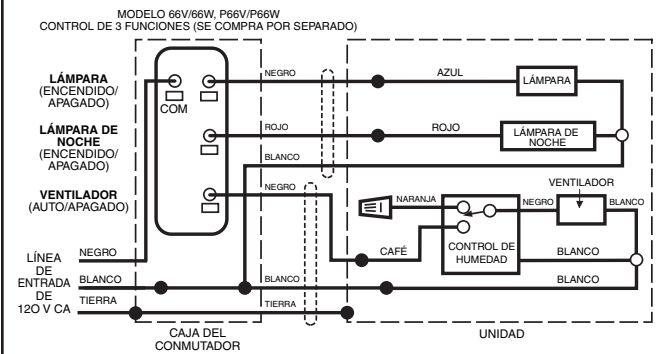 MODELO 66V/66W, P66V/P66W
CONTROL DE 3 FUNCIONES (SE COMPRA POR SEPARADO)
LÁMPARA
(ENCENDIDO/
APAGADO)
COM
NEGRO
AZUL
LÁMPARA
LÁMPARA DE
NOCHE
(ENCENDIDO/
APAGADO)
ROJO
ROJO
LÁMPARA DE
NOCHE
BLANCO
VENTILADOR
(AUTO/APAGADO)
NEGRO
NARANJA
NEGRO
VENTILADOR
BLANCO
CAFÉ
CONTROL DE
HUMEDAD
BLANCO
LÍNEA
DE
ENTRADA
DE
12O V CA
NEGRO
BLANCO
BLANCO
BLANCO
TIERRA
TIERRA
CAJA DEL
CONMUTADOR
UNIDAD